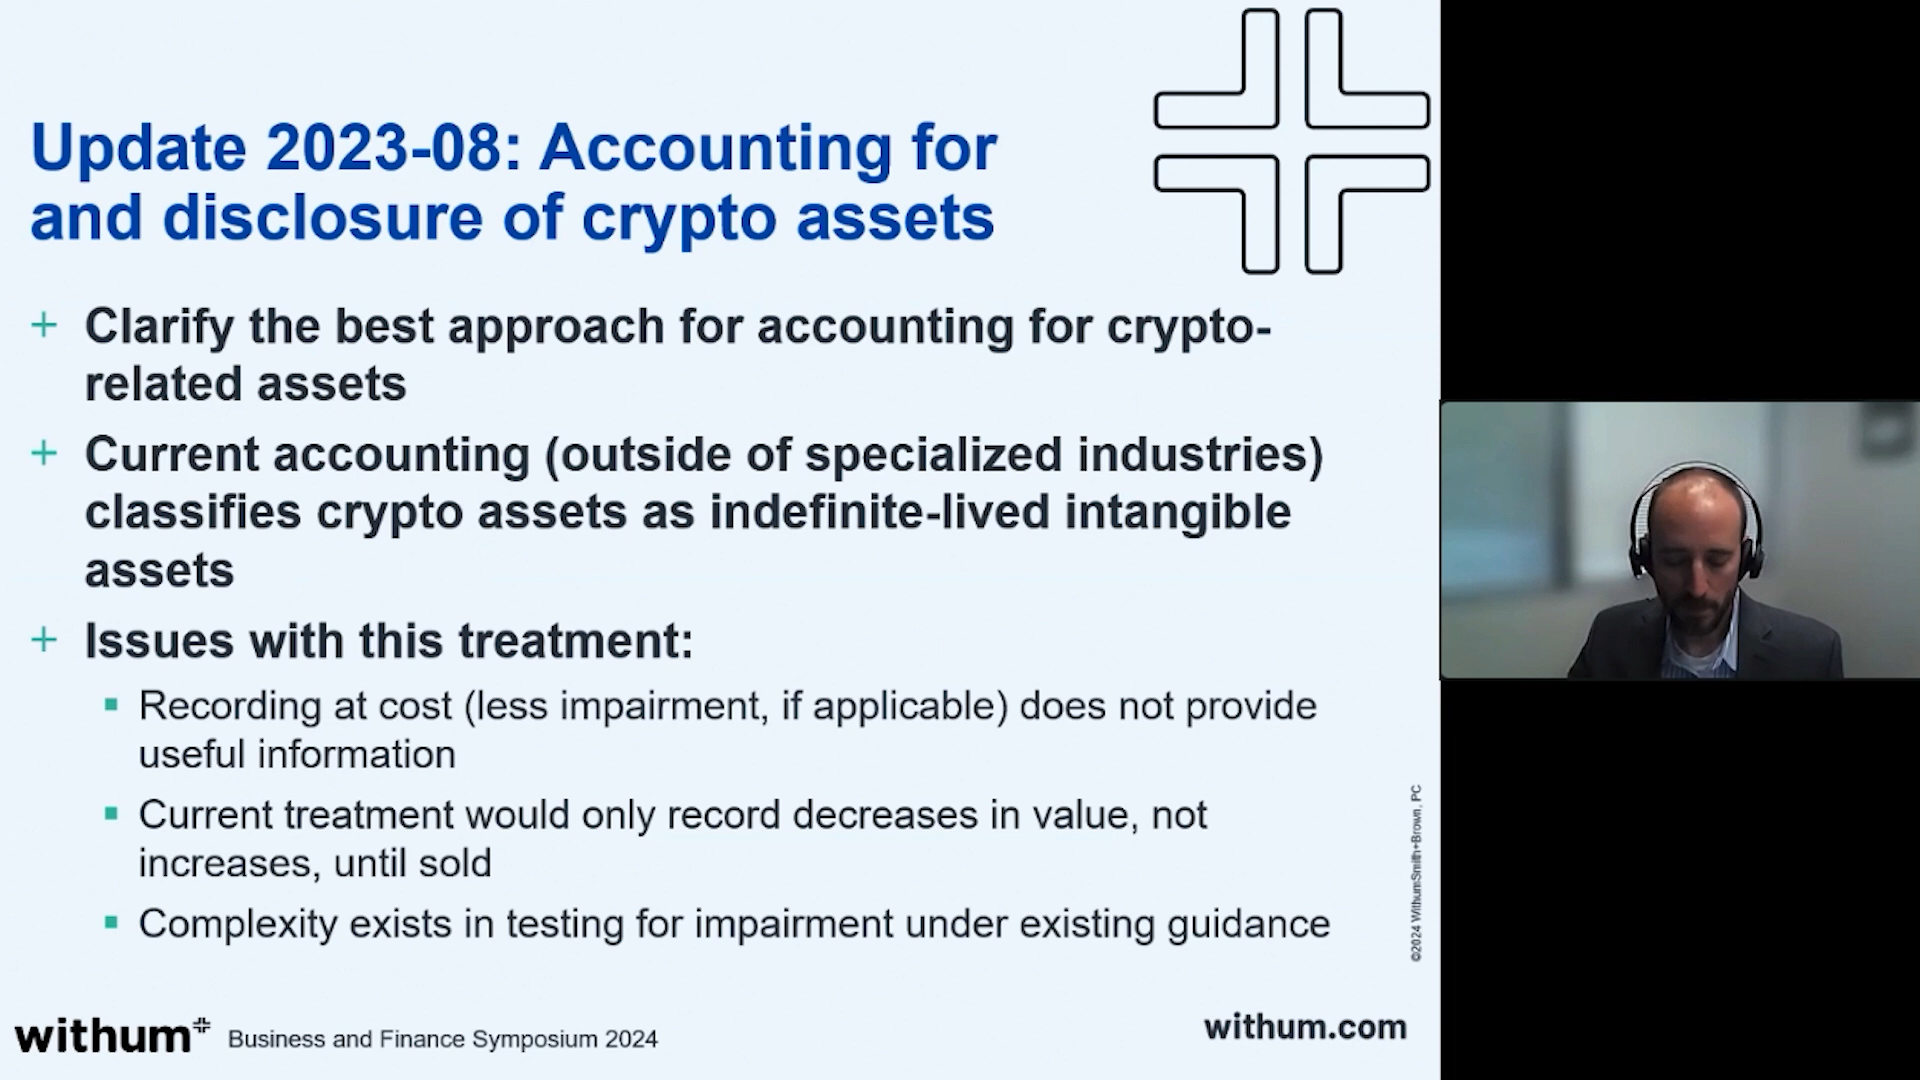 Update 2023-08: Accounting for
and disclosure of crypto assets
+ Clarify the best approach for accounting for crypto-
related assets
+ Current accounting (outside of specialized industries)
classifies crypto assets as indefinite-lived intangible
assets
+ Issues with this treatment:
▪ Recording at cost (less impairment, if applicable) does not provide
useful information
▪ Current treatment would only record decreases in value, not
increases, until sold
▪ Complexity exists in testing for impairment under existing guidance
©2024 WithumSmith+Brown, PC
withum
Business and Finance Symposium 2024
withum.com